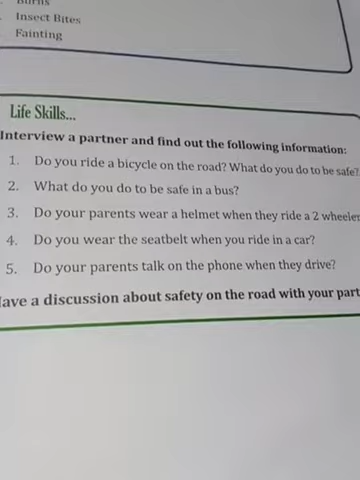 Burns
Insect Bites
Fainting
Life Skills...
Interview a partner and find out the following information:
1. Do you ride a bicycle on the road? What do you do to be safe?
2. What do you do to be safe in a bus?
3. Do your parents wear a helmet when they ride a 2 wheeler
4. Do you wear the seatbelt when you ride in a car?
5. Do your parents talk on the phone when they drive?
Have a discussion about safety on the road with your part